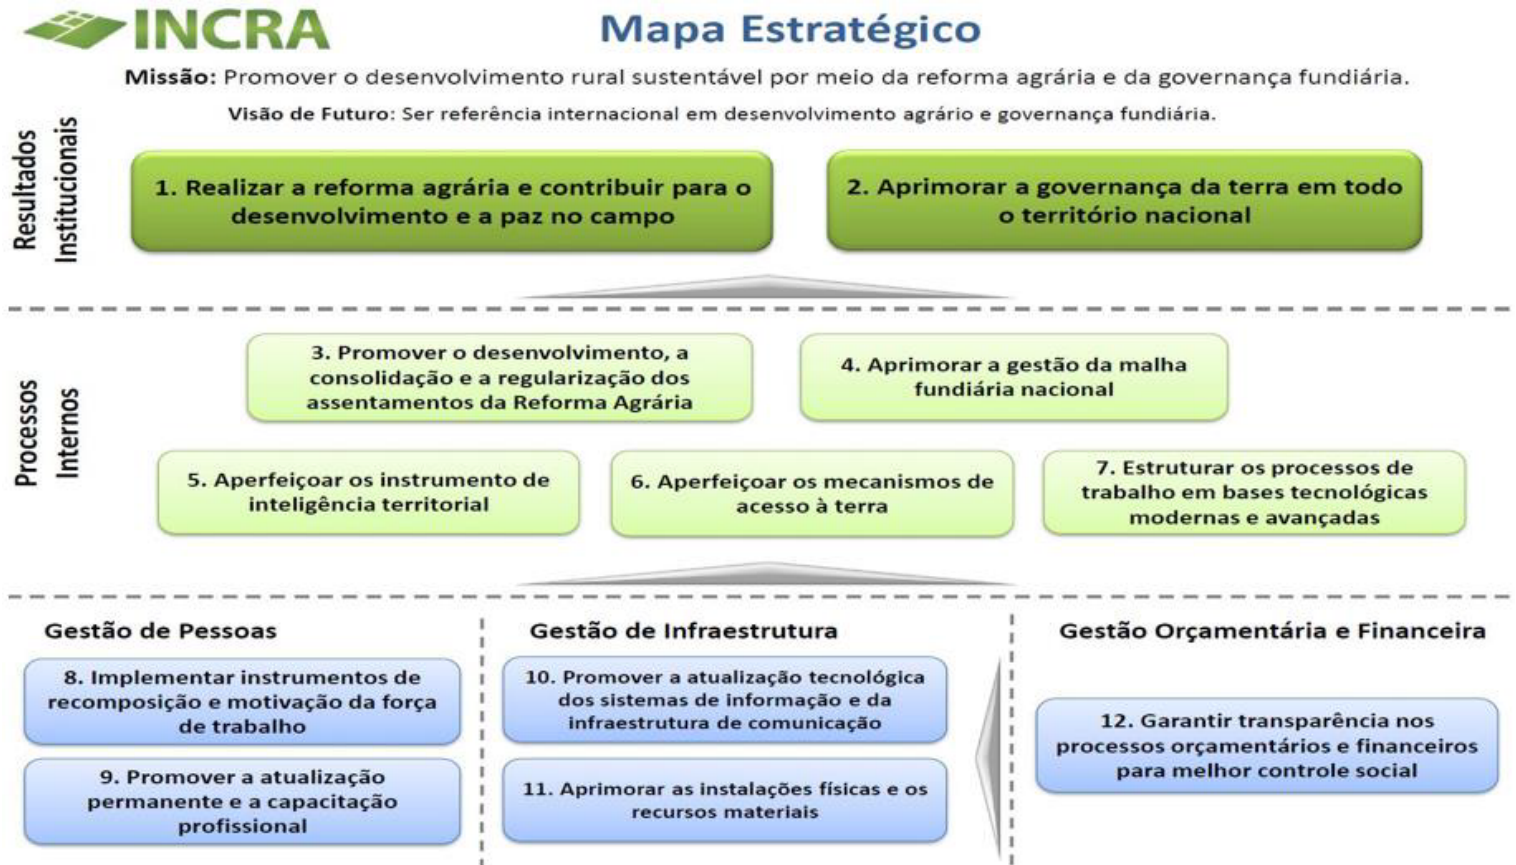 INCRA
Mapa Estratégico
Missão: Promover o desenvolvimento rural sustentável por meio da reforma agrária e da governança fundiária.
Visão de Futuro: Ser referência internacional em desenvolvimento agrário e governança fundiária.
Resultados
Institucionais
1. Realizar a reforma agrária e contribuir para o
desenvolvimento e a paz no campo
2. Aprimorar a governança da terra em todo
o território nacional
Processos
Internos
3. Promover o desenvolvimento, a
consolidação e a regularização dos
assentamentos da Reforma Agrária
4. Aprimorar a gestão da malha
fundiária nacional
5. Aperfeiçoar os instrumento de
inteligência territorial
6. Aperfeiçoar os mecanismos de
acesso à terra
7. Estruturar os processos de
trabalho em bases tecnológicas
modernas e avançadas
Gestão de Pessoas
8. Implementar instrumentos de
recomposição e motivação da força
de trabalho
9. Promover a atualização
permanente e a capacitação
profissional
Gestão de Infraestrutura
10. Promover a atualização tecnológica
dos sistemas de informação e da
infraestrutura de comunicação
11. Aprimorar as instalações físicas e os
recursos materiais
Gestão Orçamentária e Financeira
12. Garantir transparência nos
processos orçamentários e financeiros
para melhor controle social